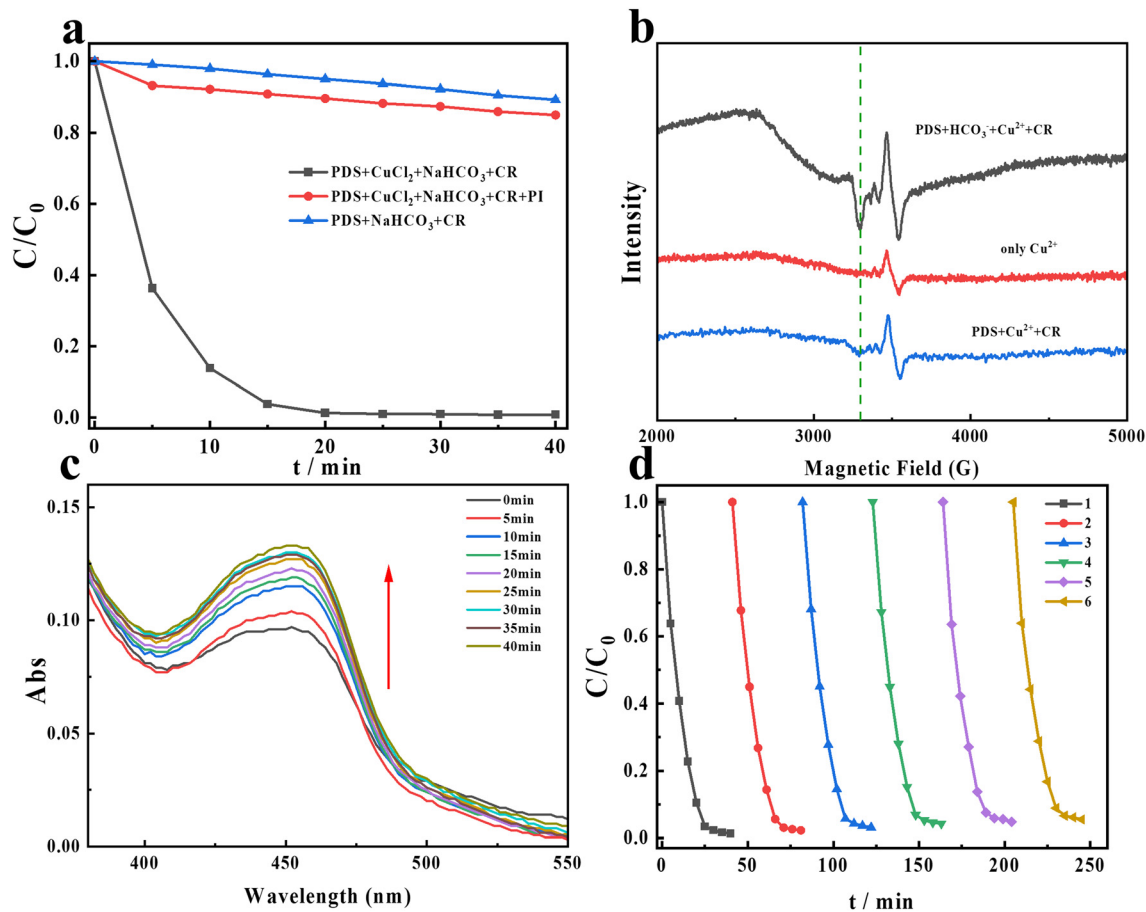 a
1.0
0.8
0.6
0.4
0.2
0.0
C/C₀
PDS+CuCl₂+NaHCO₃+CR
PDS+CuCl₂+NaHCO₃+CR+PI
PDS+NaHCO₃+CR
0 10 20 30 40
t / min
b
Intensity
PDS+HCO₃⁻+Cu²⁺+CR
only Cu²⁺
PDS+Cu²⁺+CR
2000 3000 4000 5000
Magnetic Field (G)
c
0.15
0.10
0.05
0.00
Abs
0min
5min
10min
15min
20min
25min
30min
35min
40min
400 450 500 550
Wavelength (nm)
d
1.0
0.8
0.6
0.4
0.2
0.0
C/C₀
1
2
3
4
5
6
0 50 100 150 200 250
t / min